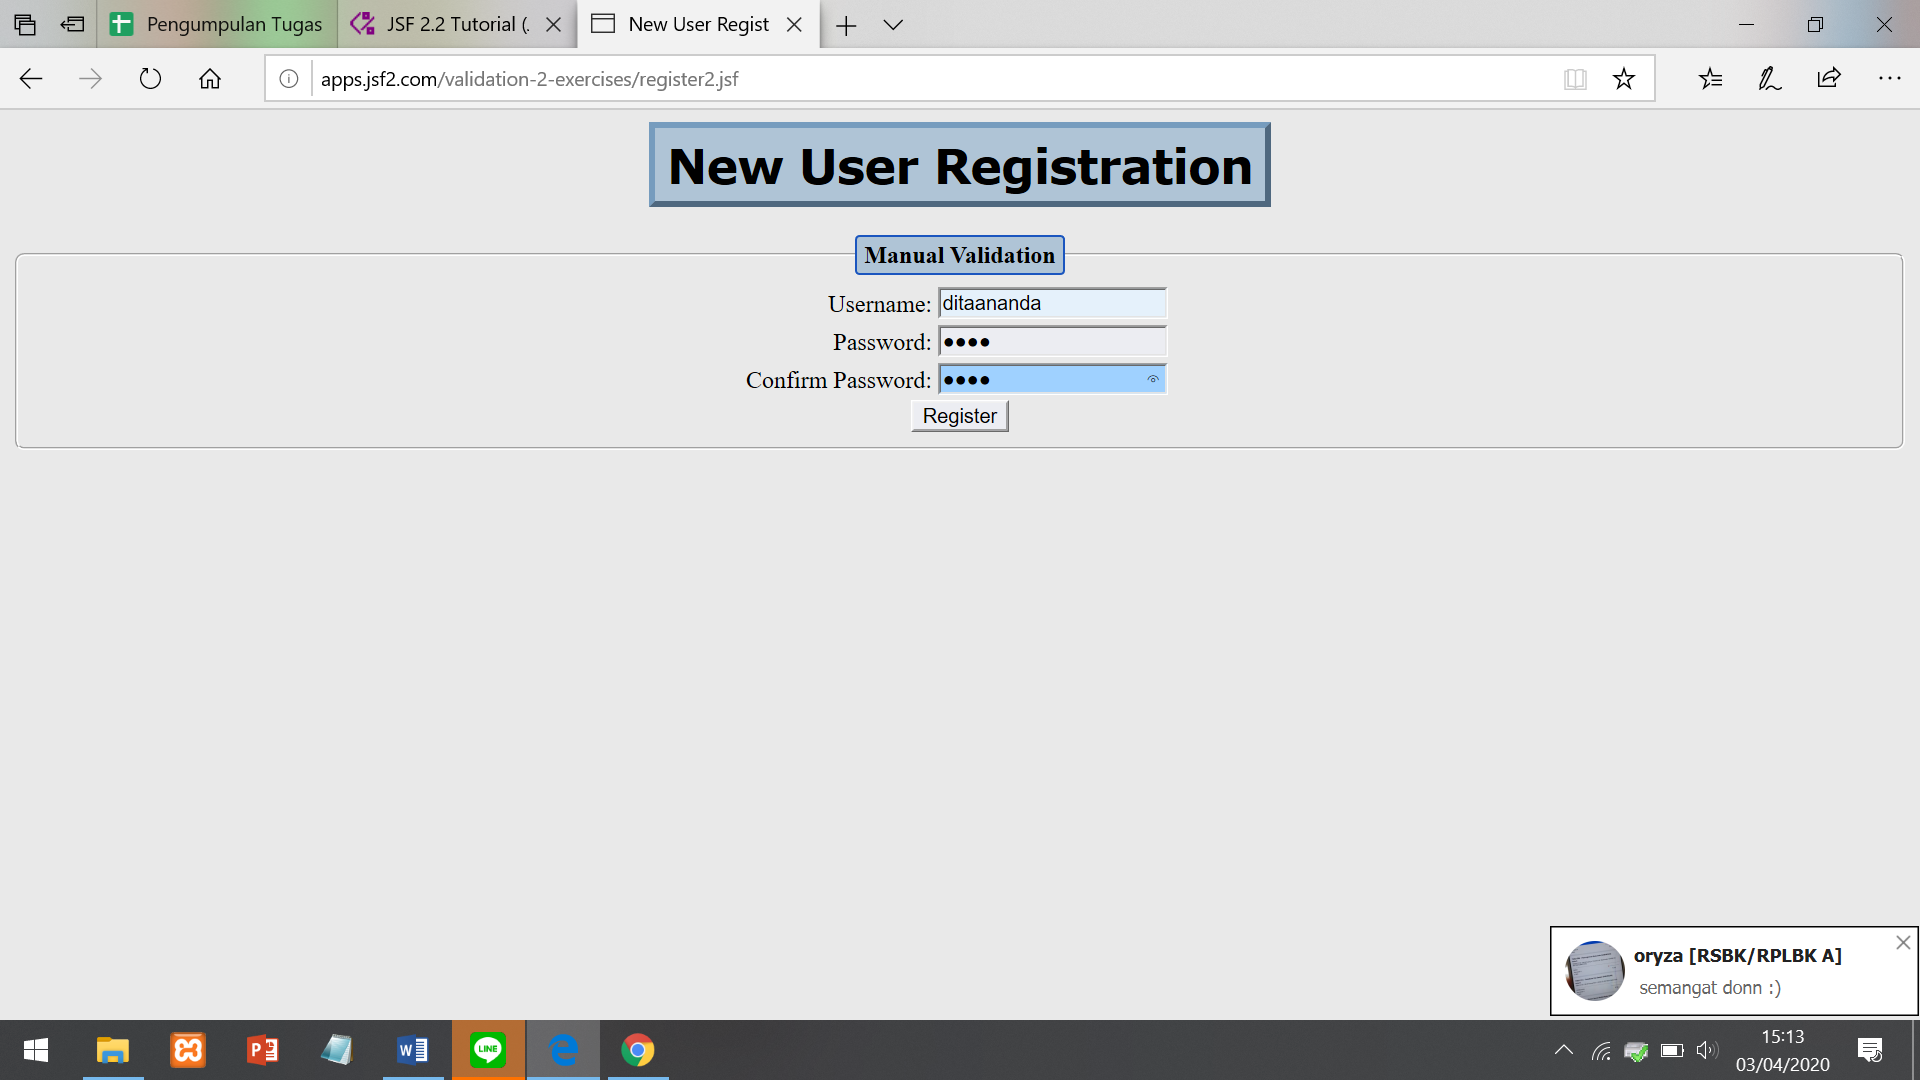 Pengumpulan Tugas
JSF 2.2 Tutorial (.
New User Regist
apps.jsf2.com/validation-2-exercises/register2.jsf
New User Registration
Manual Validation
Username: ditaananda
Password: ●●●●
Confirm Password: ●●●●
Register
oryza [RSBK/RPLBK A]
semangat donn :)
LINE
15:13
03/04/2020